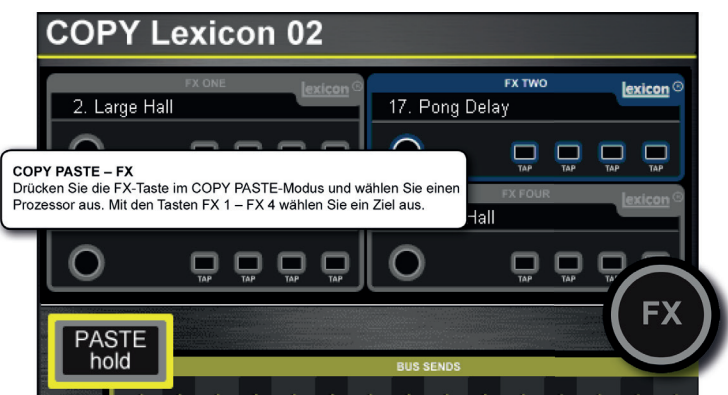 COPY Lexicon 02
FX ONE
lexicon
2. Large Hall
FX TWO
lexicon
17. Pong Delay
TAP TAP TAP TAP
COPY PASTE – FX
Drücken Sie die FX-Taste im COPY PASTE-Modus und wählen Sie einen
Prozessor aus. Mit den Tasten FX 1 – FX 4 wählen Sie ein Ziel aus.
FX FOUR
lexicon
Hall
TAP TAP TAP TAP
TAP TAP TAP
FX
PASTE
hold
BUS SENDS